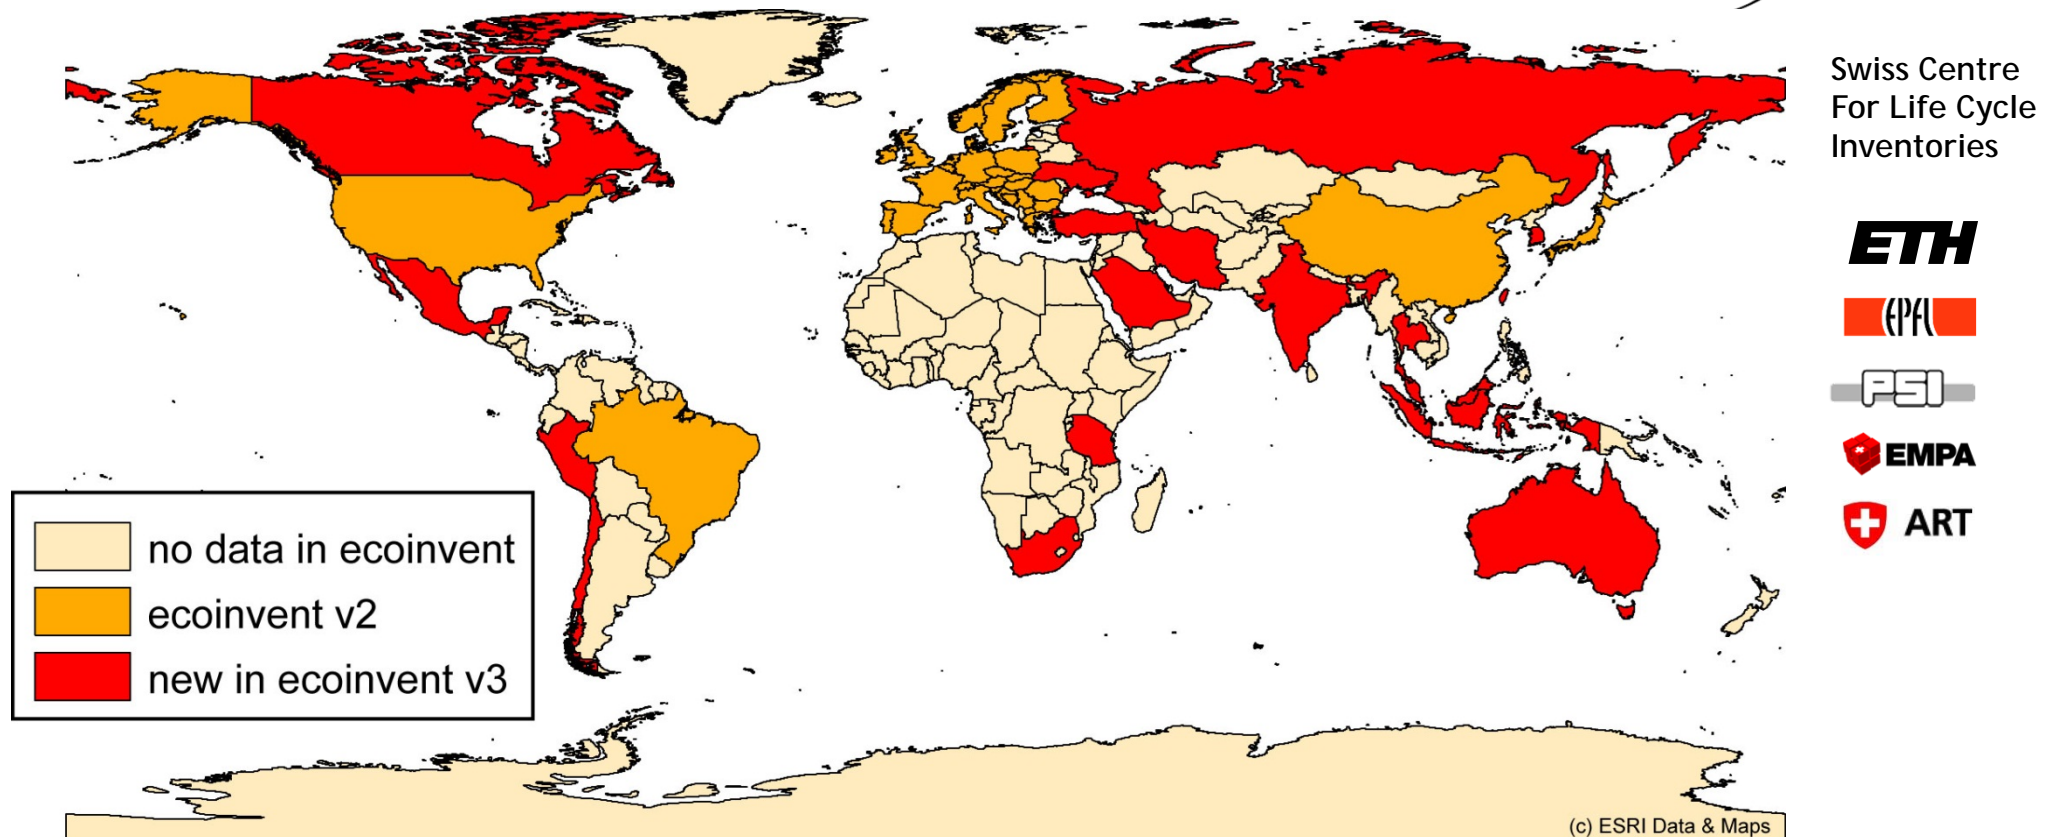 Swiss Centre
For Life Cycle
Inventories
ETH
EPFL
PSI
EMPA
ART
no data in ecoinvent
ecoinvent v2
new in ecoinvent v3
(c) ESRI Data & Maps